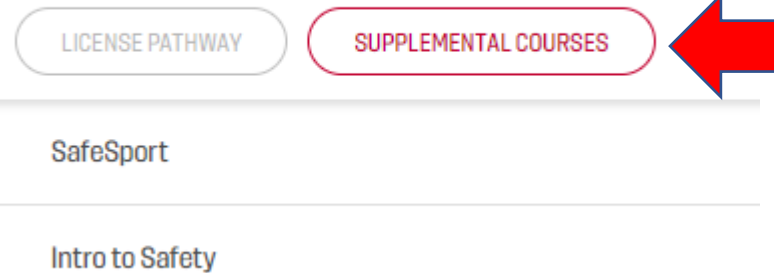 LICENSE PATHWAY SUPPLEMENTAL COURSES
SafeSport
Intro to Safety